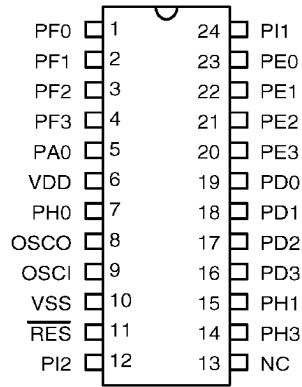 PF0 1 24 PI1
PF1 2 23 PE0
PF2 3 22 PE1
PF3 4 21 PE2
PA0 5 20 PE3
VDD 6 19 PD0
PH0 7 18 PD1
OSCO 8 17 PD2
OSCI 9 16 PD3
VSS 10 15 PH1
RES 11 14 PH3
PI2 12 13 NC